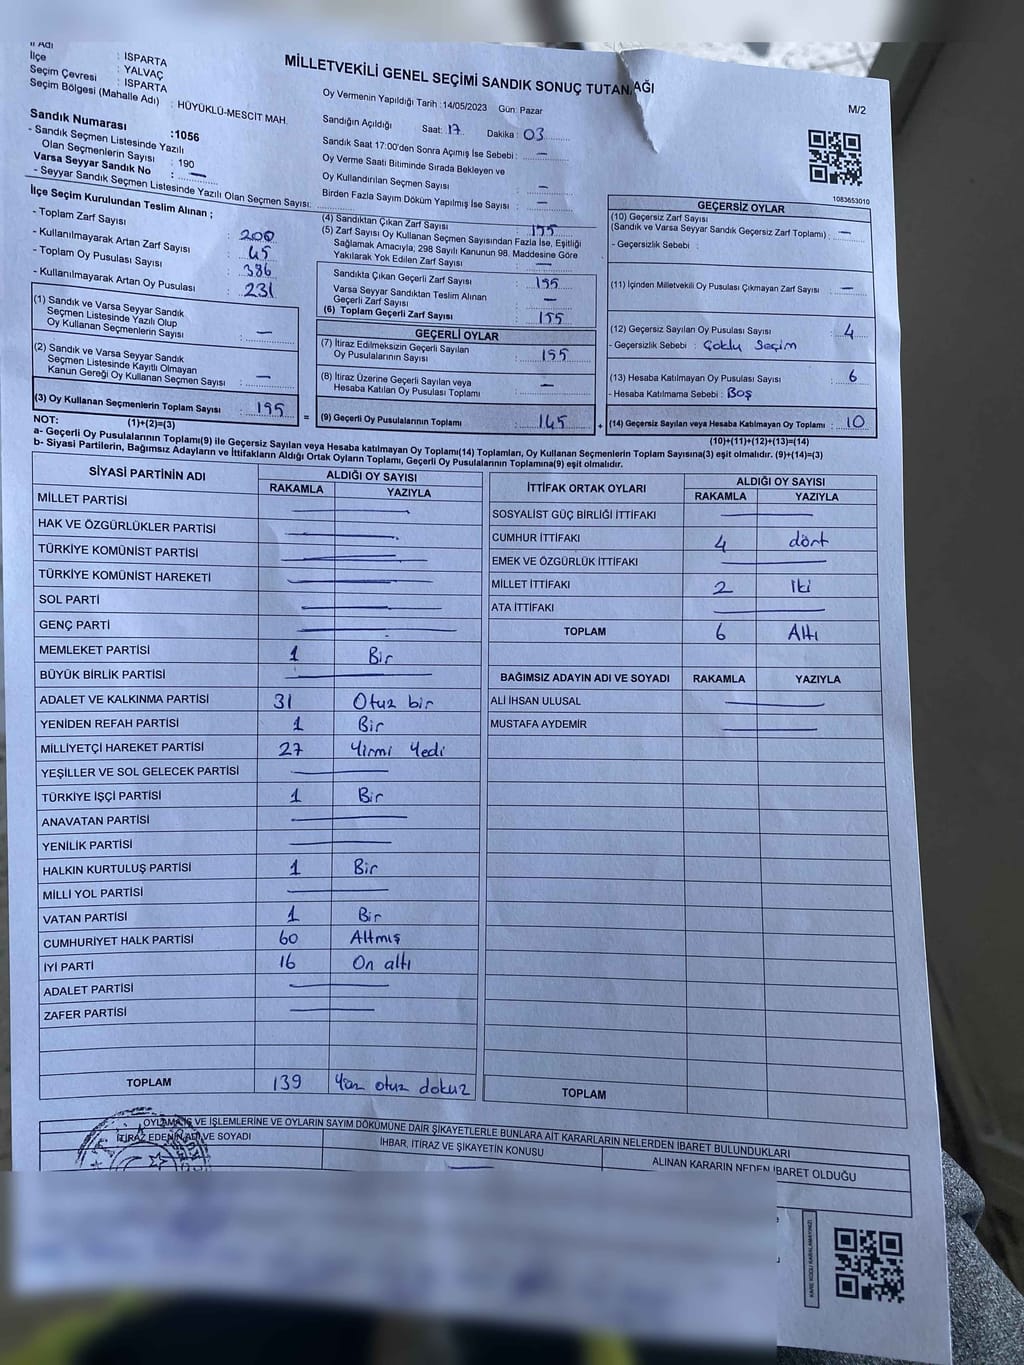 İl Adı
İlçe : ISPARTA
Seçim Çevresi : YALVAÇ
Seçim Bölgesi (Mahalle Adı) : ISPARTA
: HÜYÜKLÜ-MESCİT MAH.
MİLLETVEKİLİ GENEL SEÇİMİ SANDIK SONUÇ TUTANAĞI
M/2
Oy Vermenin Yapıldığı Tarih :14/05/2023 Gün: Pazar
Sandığın Açıldığı Saat: 17 Dakika : 03
Sandık Saat 17.00'den Sonra Açımış İse Sebebi : —
Oy Verme Saati Bitiminde Sırada Bekleyen ve
Oy Kullandırılan Seçmen Sayısı : —
Birden Fazla Sayım Döküm Yapılmış İse Sayısı : —
Sandık Numarası :1056
- Sandık Seçmen Listesinde Yazılı
Olan Seçmenlerin Sayısı : 190
Varsa Seyyar Sandık No : —
- Seyyar Sandık Seçmen Listesinde Yazılı Olan Seçmen Sayısı:
İlçe Seçim Kurulundan Teslim Alınan ;
- Toplam Zarf Sayısı : 200
- Kullanılmayarak Artan Zarf Sayısı : 45
- Toplam Oy Pusulası Sayısı : 386
- Kullanılmayarak Artan Oy Pusulası : 231
(1) Sandık ve Varsa Seyyar Sandık
Seçmen Listesinde Yazılı Olup
Oy Kullanan Seçmenlerin Sayısı : —
(2) Sandık ve Varsa Seyyar Sandık
Seçmen Listesinde Kayıtlı Olmayan
Kanun Gereği Oy Kullanan Seçmen Sayısı : —
(3) Oy Kullanan Seçmenlerin Toplam Sayısı : 195
(1)+(2)=(3)
(4) Sandıktan Çıkan Zarf Sayısı : 155
(5) Zarf Sayısı Oy Kullanan Seçmen Sayısından Fazla İse, Eşitliği
Sağlamak Amacıyla; 298 Sayılı Kanunun 98. Maddesine Göre
Yakılarak Yok Edilen Zarf Sayısı : —
Sandıkta Çıkan Geçerli Zarf Sayısı : 155
Varsa Seyyar Sandıktan Teslim Alınan
Geçerli Zarf Sayısı : —
(6) Toplam Geçerli Zarf Sayısı : 155
GEÇERLİ OYLAR
(7) İtiraz Edilmeksizin Geçerli Sayılan
Oy Pusulalarının Sayısı : 155
(8) İtiraz Üzerine Geçerli Sayılan veya
Hesaba Katılan Oy Pusulası Toplamı : —
= (9) Geçerli Oy Pusulalarının Toplamı : 145 +
1083653010
GEÇERSİZ OYLAR
(10) Geçersiz Zarf Sayısı
(Sandık ve Varsa Seyyar Sandık Geçersiz Zarf Toplamı) : —
- Geçersizlik Sebebi :
(11) İçinden Milletvekili Oy Pusulası Çıkmayan Zarf Sayısı : —
(12) Geçersiz Sayılan Oy Pusulası Sayısı : 4
- Geçersizlik Sebebi : Çoklu Seçim
(13) Hesaba Katılmayan Oy Pusulası Sayısı : 6
- Hesaba Katılmama Sebebi : Boş
(14) Geçersiz Sayılan veya Hesaba Katılmayan Oy Toplamı : 10
(10)+(11)+(12)+(13)=(14)
NOT:
a- Geçerli Oy Pusulalarının Toplamı(9) ile Geçersiz Sayılan veya Hesaba katılmayan Oy Toplamı(14) Toplamları, Oy Kullanan Seçmenlerin Toplam Sayısına(3) eşit olmalıdır. (9)+(14)=(3)
b- Siyasi Partilerin, Bağımsız Adayların ve İttifakların Aldığı Ortak Oyların Toplamı, Geçerli Oy Pusulalarının Toplamına(9) eşit olmalıdır.
SİYASİ PARTİNİN ADI ALDIĞI OY SAYISI
RAKAMLA YAZIYLA
MİLLET PARTİSİ —
HAK VE ÖZGÜRLÜKLER PARTİSİ —
TÜRKİYE KOMÜNİST PARTİSİ —
TÜRKİYE KOMÜNİST HAREKETİ —
SOL PARTİ —
GENÇ PARTİ —
MEMLEKET PARTİSİ 1 Bir
BÜYÜK BİRLİK PARTİSİ —
ADALET VE KALKINMA PARTİSİ 31 Otuz bir
YENİDEN REFAH PARTİSİ 1 Bir
MİLLİYETÇİ HAREKET PARTİSİ 27 Yirmi Yedi
YEŞİLLER VE SOL GELECEK PARTİSİ —
TÜRKİYE İŞÇİ PARTİSİ 1 Bir
ANAVATAN PARTİSİ —
YENİLİK PARTİSİ —
HALKIN KURTULUŞ PARTİSİ 1 Bir
MİLLİ YOL PARTİSİ —
VATAN PARTİSİ 1 Bir
CUMHURİYET HALK PARTİSİ 60 Altmış
İYİ PARTİ 16 On altı
ADALET PARTİSİ —
ZAFER PARTİSİ —
TOPLAM 139 Yüz otuz dokuz
İTTİFAK ORTAK OYLARI ALDIĞI OY SAYISI
RAKAMLA YAZIYLA
SOSYALİST GÜÇ BİRLİĞİ İTTİFAKI —
CUMHUR İTTİFAKI 4 dört
EMEK VE ÖZGÜRLÜK İTTİFAKI —
MİLLET İTTİFAKI 2 İki
ATA İTTİFAKI —
TOPLAM 6 Altı
BAĞIMSIZ ADAYIN ADI VE SOYADI RAKAMLA YAZIYLA
ALİ İHSAN ULUSAL —
MUSTAFA AYDEMİR —
TOPLAM
OYLAMA İŞ VE İŞLEMLERİNE VE OYLARIN SAYIM DÖKÜMÜNE DAİR ŞİKAYETLERLE BUNLARA AİT KARARLARIN NELERDEN İBARET BULUNDUKLARI
İTİRAZ EDENİN ADI VE SOYADI
İHBAR, İTİRAZ VE ŞİKAYETİN KONUSU
ALINAN KARARIN NEDEN İBARET OLDUĞU
KARE KODU KARALAMAYINIZ!